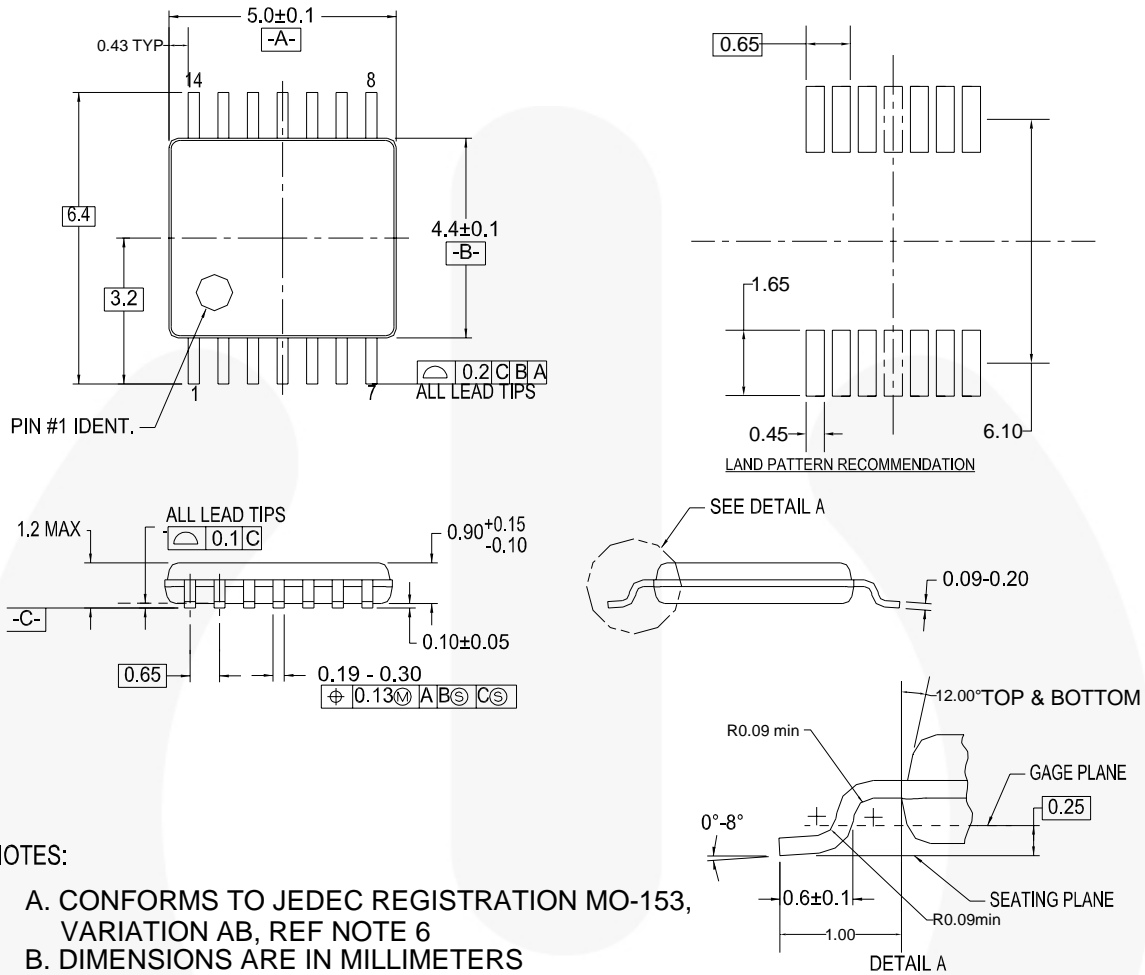 5.0±0.1
-A-
0.43 TYP
14
8
6.4
3.2
4.4±0.1
-B-
1
7
0.2 C B A
ALL LEAD TIPS
PIN #1 IDENT.
0.65
1.65
0.45
6.10
LAND PATTERN RECOMMENDATION
ALL LEAD TIPS
0.1 C
1.2 MAX
0.90 +0.15
-0.10
-C-
0.10±0.05
0.65
0.19 - 0.30
⌖ 0.13Ⓜ A BⓈ CⓈ
SEE DETAIL A
0.09-0.20
12.00° TOP & BOTTOM
R0.09 min
GAGE PLANE
0.25
0°-8°
SEATING PLANE
0.6±0.1
R0.09min
1.00
DETAIL A
NOTES:
A. CONFORMS TO JEDEC REGISTRATION MO-153,
VARIATION AB, REF NOTE 6
B. DIMENSIONS ARE IN MILLIMETERS